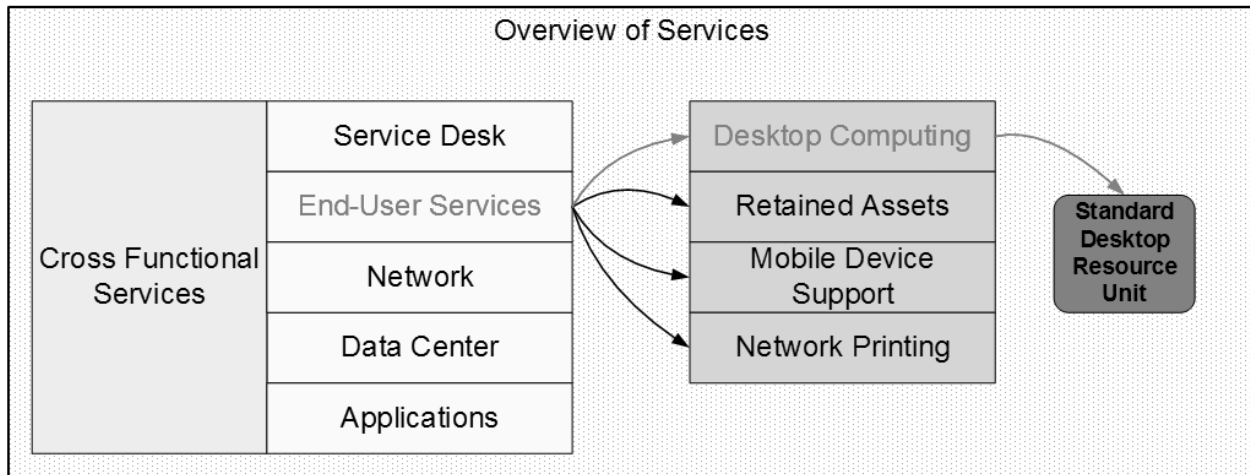 Overview of Services
Cross Functional
Services
Service Desk
End-User Services
Network
Data Center
Applications
Desktop Computing
Retained Assets
Mobile Device
Support
Network Printing
Standard
Desktop
Resource
Unit